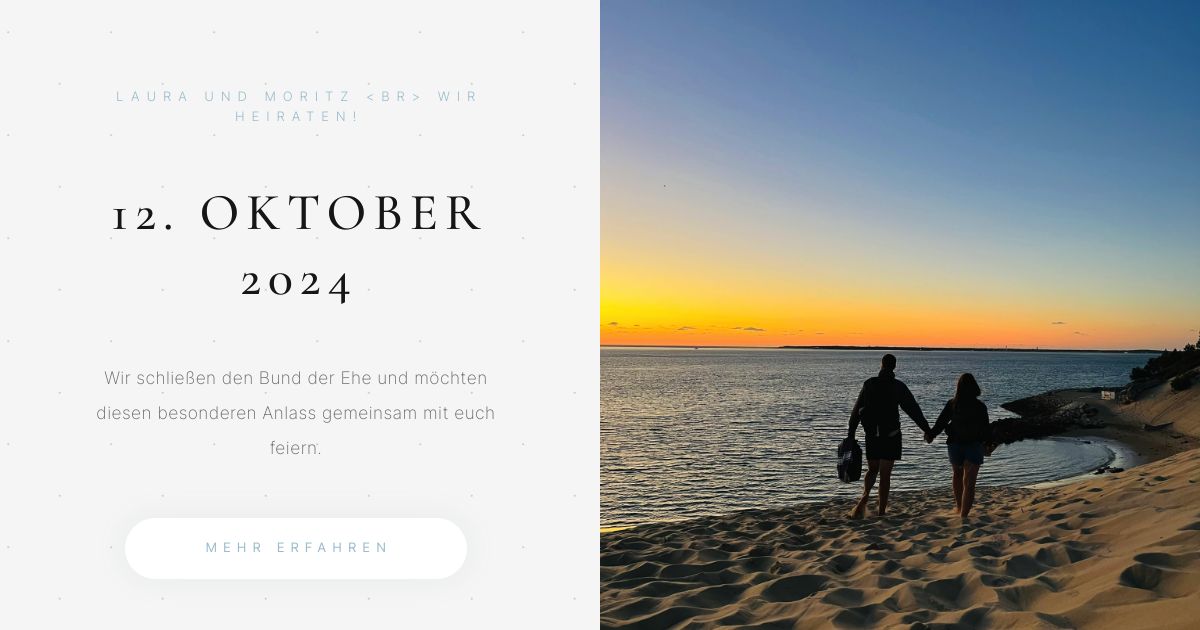 LAURA UND MORITZ <BR> WIR
HEIRATEN!
12. OKTOBER
2024
Wir schließen den Bund der Ehe und möchten
diesen besonderen Anlass gemeinsam mit euch
feiern.
MEHR ERFAHREN